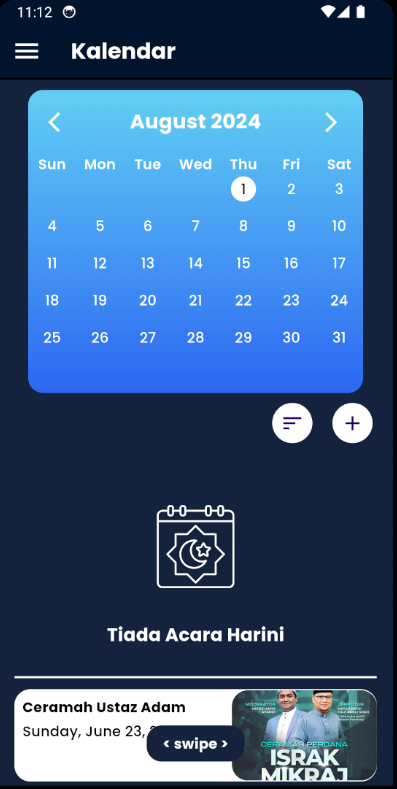 11:12
Kalendar
August 2024
Sun Mon Tue Wed Thu Fri Sat
1 2 3
4 5 6 7 8 9 10
11 12 13 14 15 16 17
18 19 20 21 22 23 24
25 26 27 28 29 30 31
Tiada Acara Harini
Ceramah Ustaz Adam
Sunday, June 23,
< swipe >
MODERATOR
CERAMAH PERDANA
ISRAK
MIKRAJ